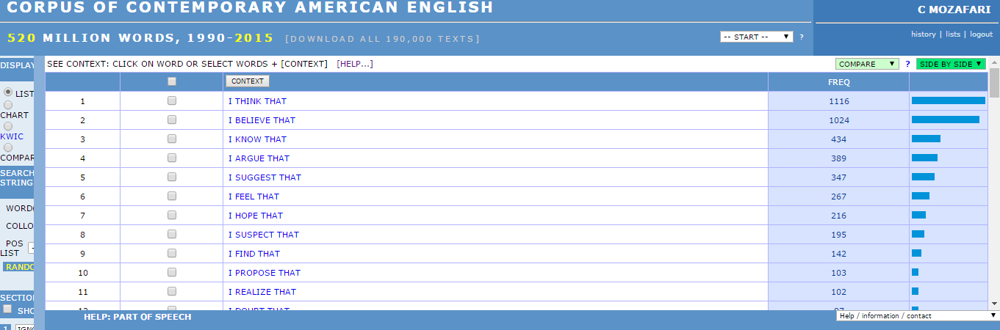 CORPUS OF CONTEMPORARY AMERICAN ENGLISH
C MOZAFARI
520 MILLION WORDS, 1990-2015 [DOWNLOAD ALL 190,000 TEXTS] -- START -- ?
history | lists | logout
DISPLAY
SEE CONTEXT: CLICK ON WORD OR SELECT WORDS + [CONTEXT] [HELP...] COMPARE ? SIDE BY SIDE
CONTEXT FREQ
LIST
CHART
KWIC
COMPAR
SEARCH
STRING
WORD(
COLLO
POS
LIST
RANDO
SECTION
SHO
1 IGNO
1 I THINK THAT 1116
2 I BELIEVE THAT 1024
3 I KNOW THAT 434
4 I ARGUE THAT 389
5 I SUGGEST THAT 347
6 I FEEL THAT 267
7 I HOPE THAT 216
8 I SUSPECT THAT 195
9 I FIND THAT 142
10 I PROPOSE THAT 103
11 I REALIZE THAT 102
12 I DOUBT THAT 97
HELP: PART OF SPEECH
Help / information / contact